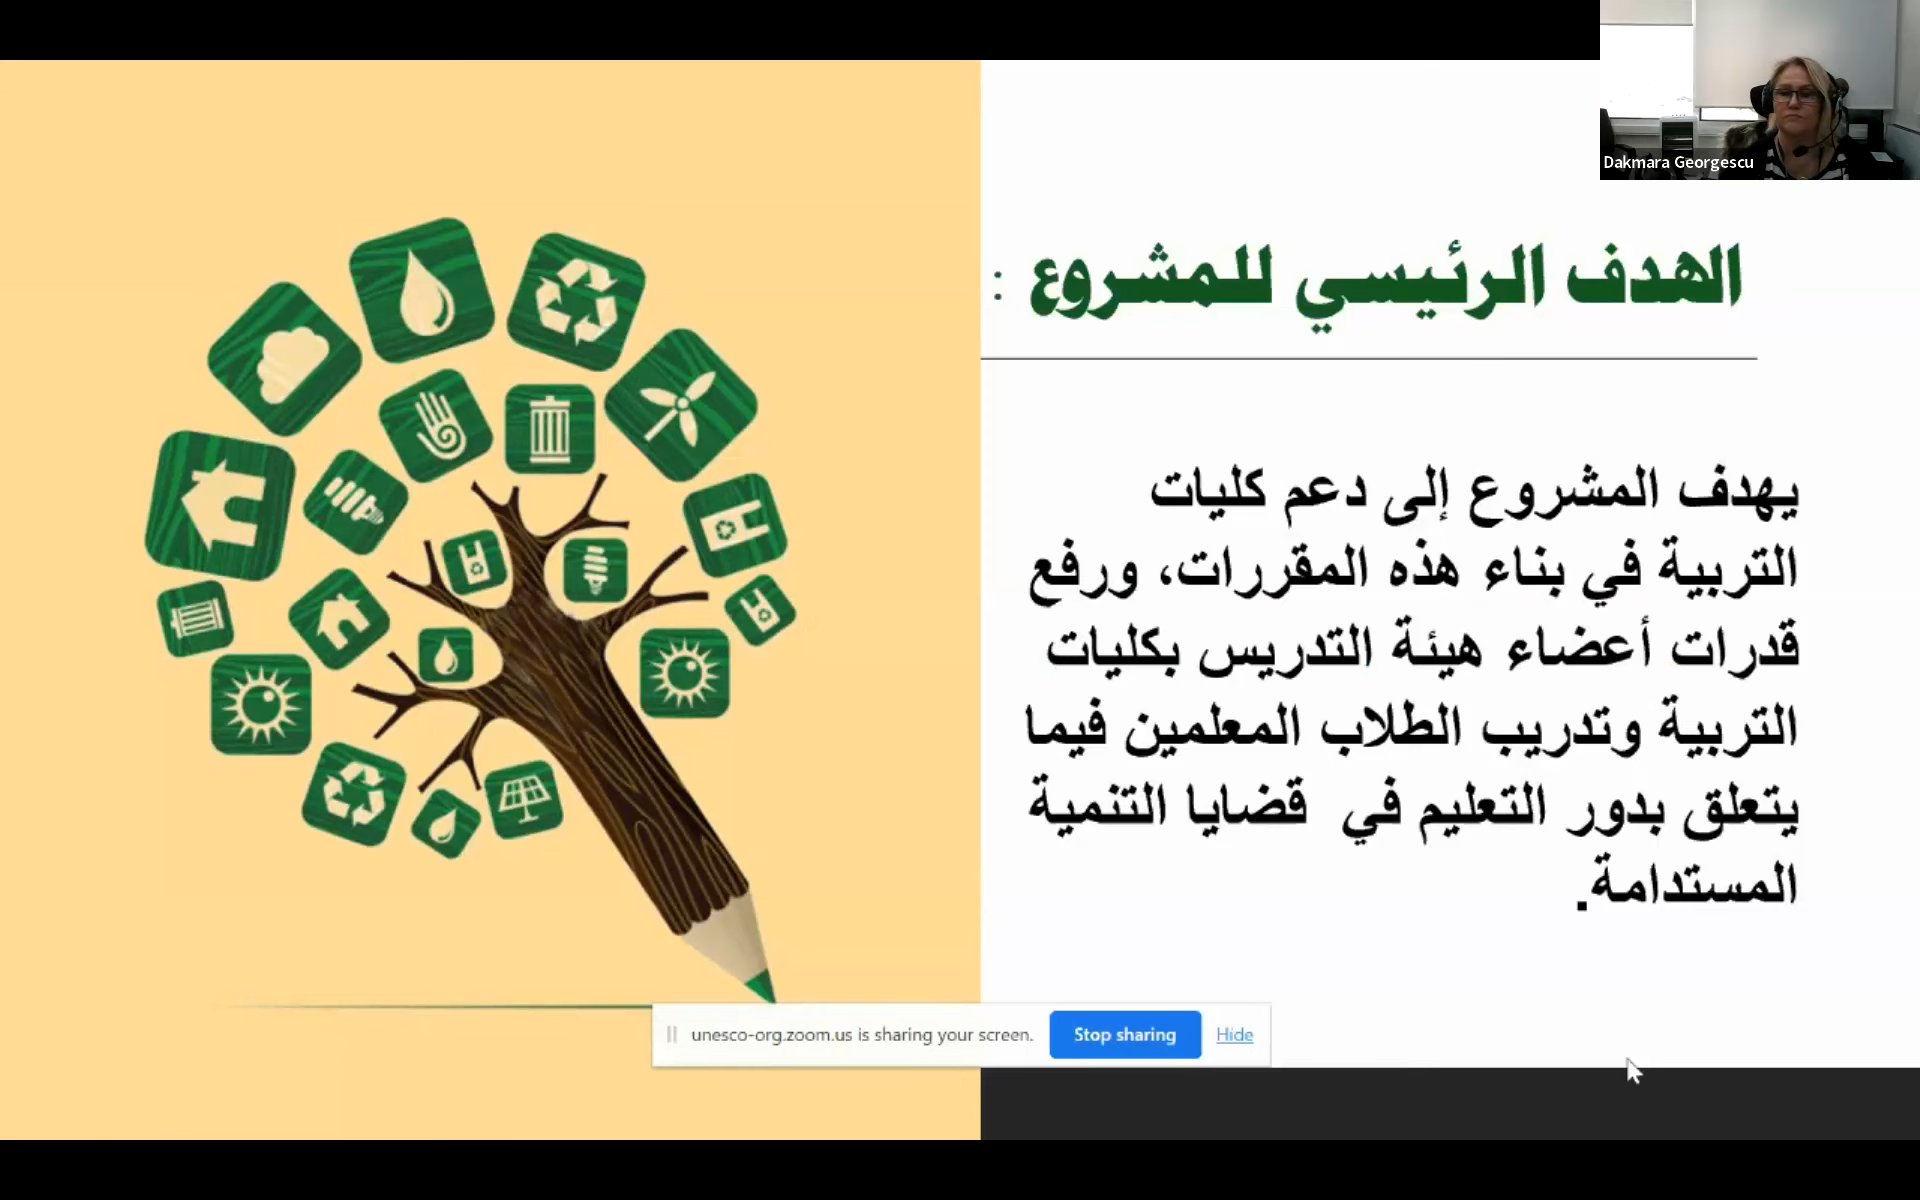 Dakmara Georgescu
الهدف الرئيسي للمشروع :
يهدف المشروع إلى دعم كليات
التربية في بناء هذه المقررات، ورفع
قدرات أعضاء هيئة التدريس بكليات
التربية وتدريب الطلاب المعلمين فيما
يتعلق بدور التعليم في قضايا التنمية
المستدامة.
unesco-org.zoom.us is sharing your screen. Stop sharing Hide